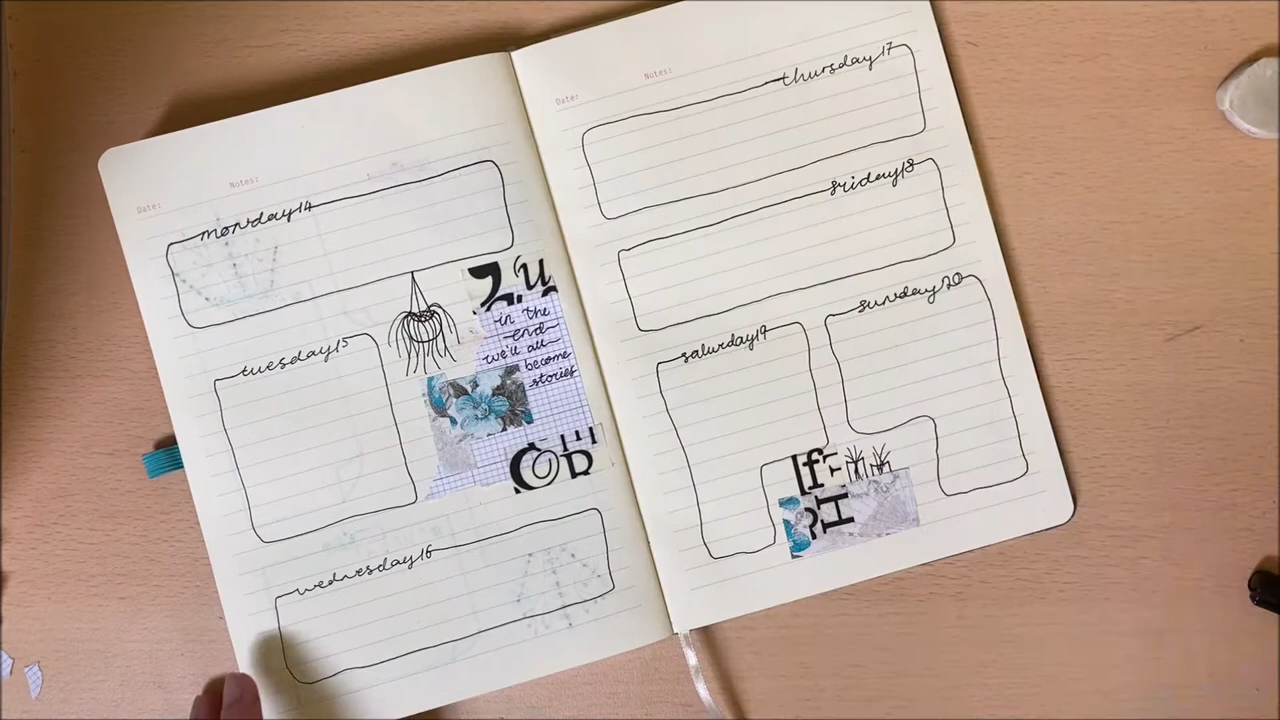 Date:
Notes:
monday14
tuesday15
in the
end
we'll all
become
stories
wednesday16
Date:
Notes:
thursday17
friday18
saturday19
sunday20
If